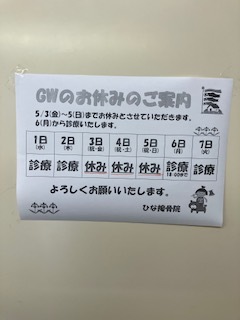 GWのお休みのご案内
5/3(金)～5(日)までお休みとさせていただきます。
6(月)から診療いたします。
1日 2日 3日 4日 5日 6日 7日
(水) (木) (祝・金) (祝・土) (祝・日) (月) (火)
診療 診療 休み 休み 休み 診療 診療
よろしくお願いいたします。
ひな接骨院